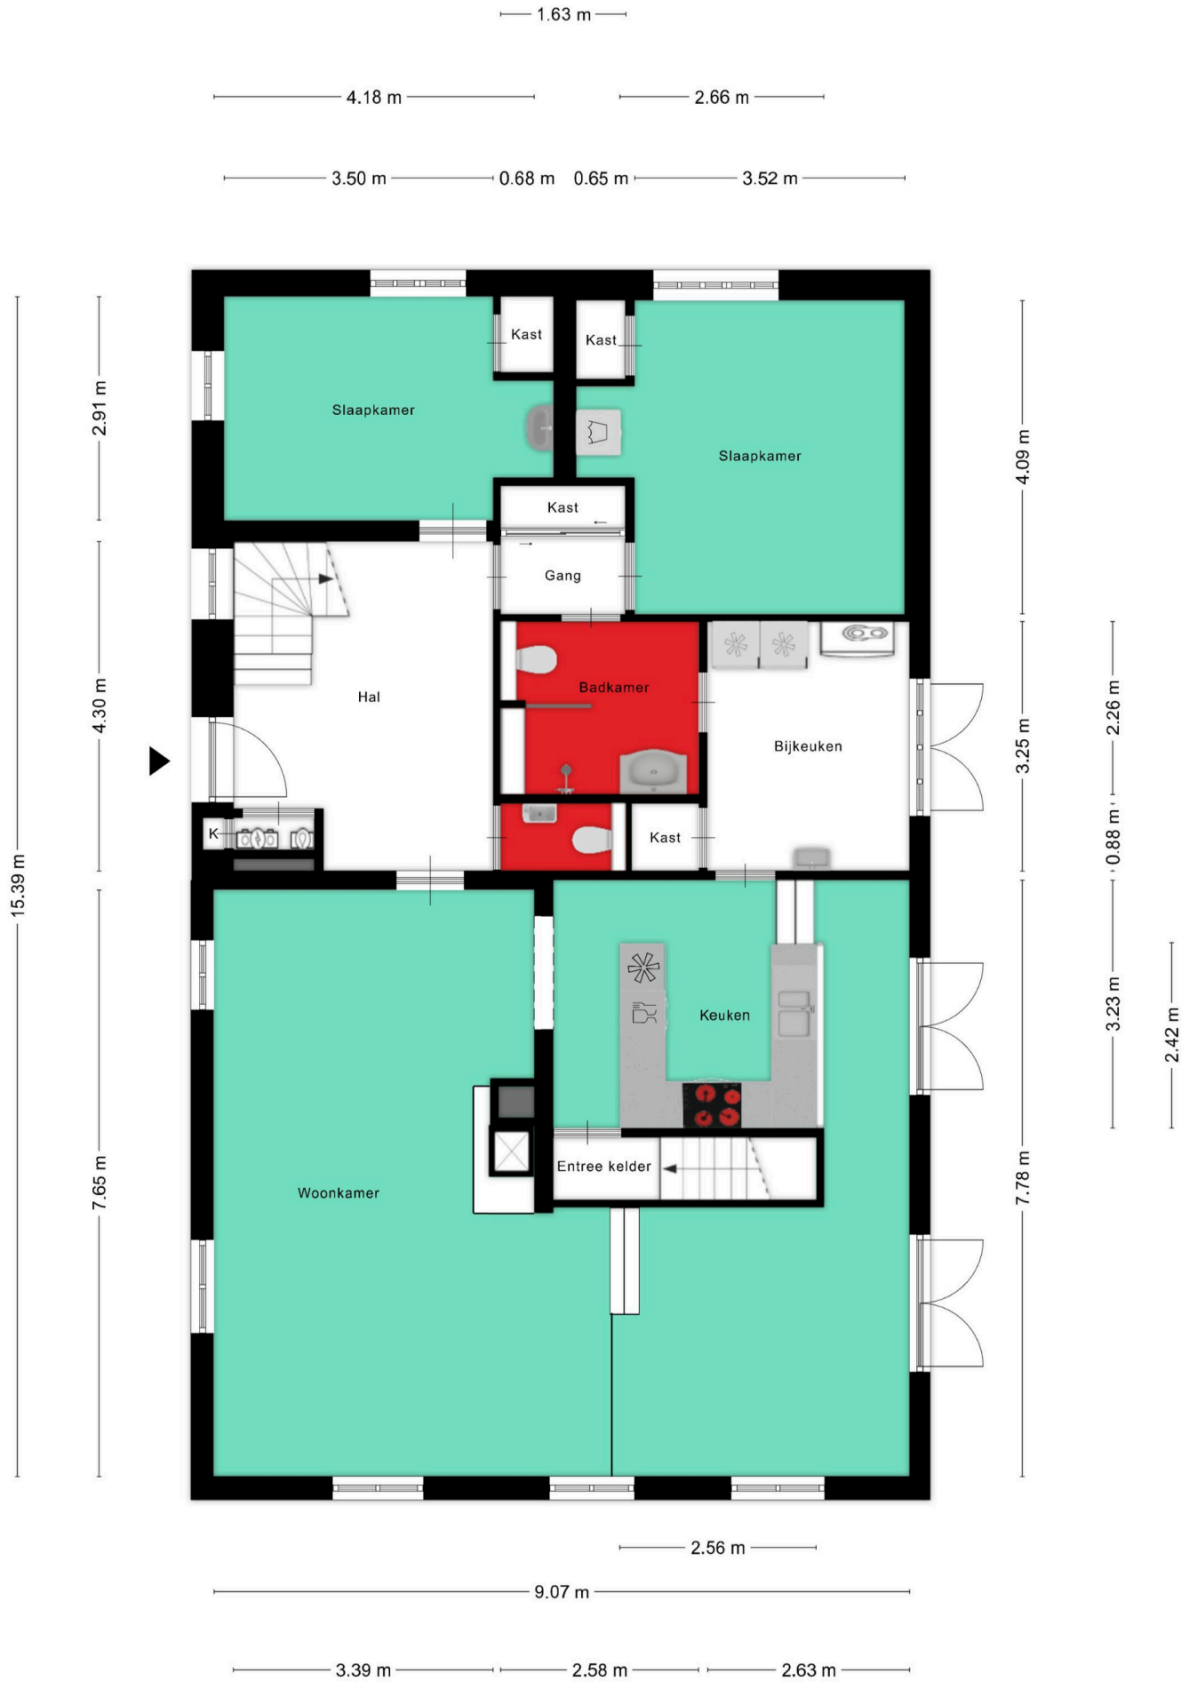 1.63 m
4.18 m
2.66 m
3.50 m
0.68 m
0.65 m
3.52 m
Kast
Kast
2.91 m
Slaapkamer
Slaapkamer
4.09 m
Kast
Gang
4.30 m
Hal
Badkamer
Bijkeuken
3.25 m
2.26 m
K
Kast
0.88 m
15.39 m
Keuken
3.23 m
2.42 m
7.65 m
Woonkamer
Entree kelder
7.78 m
2.56 m
9.07 m
3.39 m
2.58 m
2.63 m